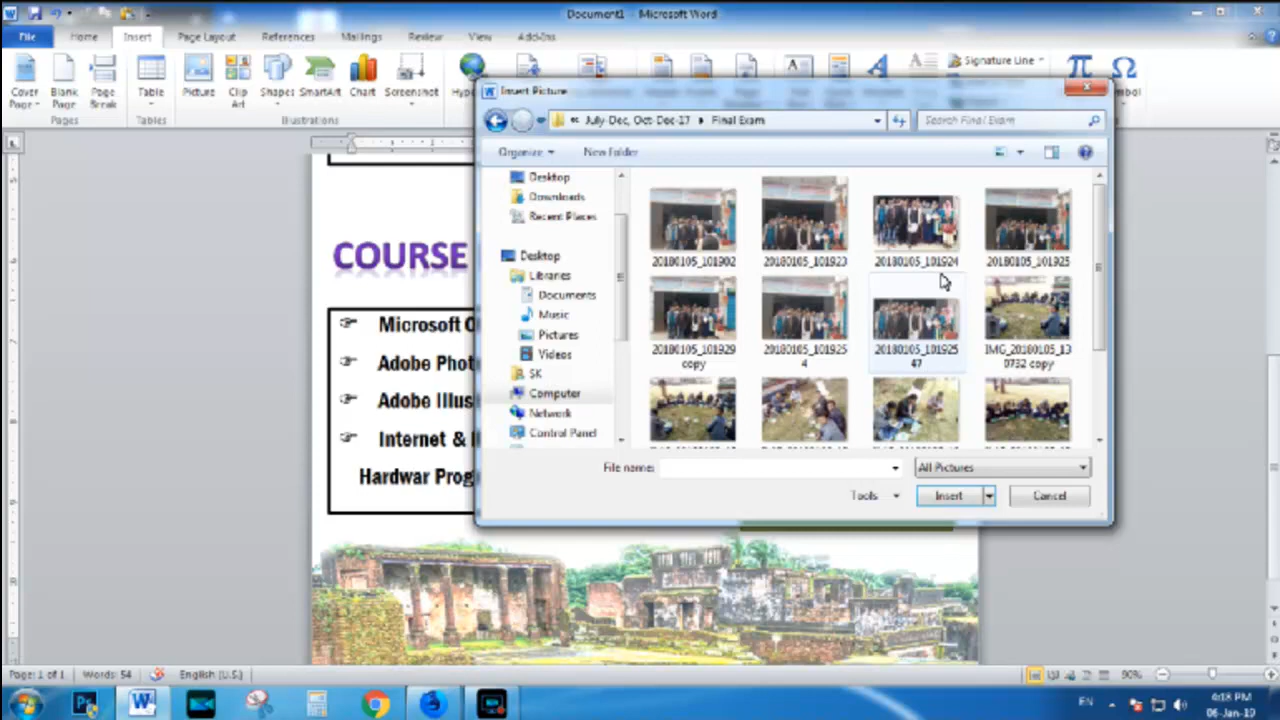 Document1 - Microsoft Word
File Home Insert Page Layout References Mailings Review View Add-Ins
Cover Page Blank Page Page Break Table Picture Clip Art Shapes SmartArt Chart Screenshot
Signature Line
Pages Tables Illustrations
Insert Picture
July-Dec, Oct-Dec-17 Final Exam
Search Final Exam
Organize New Folder
Desktop
Downloads
Recent Places
Desktop
Libraries
Documents
Music
Pictures
Videos
SK
Computer
Network
Control Panel
20180105_101902 20180105_101923 20180105_101924 20180105_101925
20180105_101929 copy
20180105_101925 4
20180105_101925 47
IMG_20180105_13 0732 copy
File name:
All Pictures
Tools Insert Cancel
COURSE
☞ Microsoft O
☞ Adobe Phot
☞ Adobe Illus
☞ Internet &
Hardwar Prog
Page: 1 of 1 Words: 54 English (U.S.) 90%
EN
4:18 PM
06-Jan-19